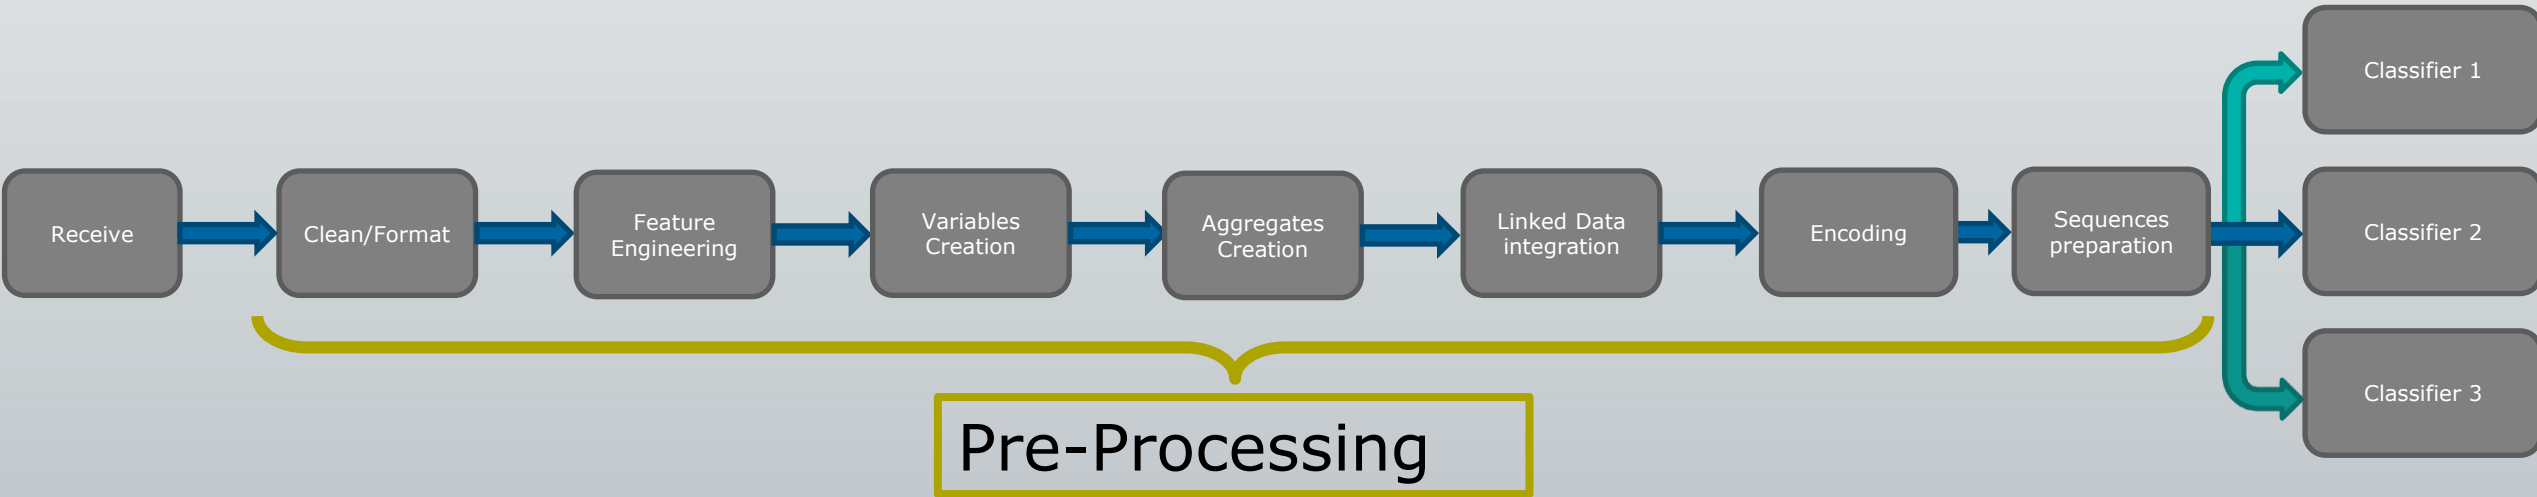 Receive
Clean/Format
Feature
Engineering
Variables
Creation
Aggregates
Creation
Linked Data
integration
Encoding
Sequences
preparation
Classifier 1
Classifier 2
Classifier 3
Pre-Processing